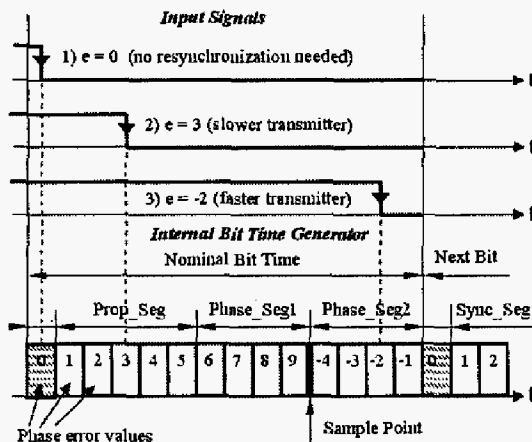 Input Signals
1) e = 0 (no resynchronization needed)
t
2) e = 3 (slower transmitter)
t
3) e = -2 (faster transmitter)
t
Internal Bit Time Generator
Nominal Bit Time
Next Bit
Prop_Seg
Phase_Seg1
Phase_Seg2
Sync_Seg
0 1 2 3 4 5 6 7 8 9 -4 -3 -2 -1 0 1 2
t
Phase error values
Sample Point